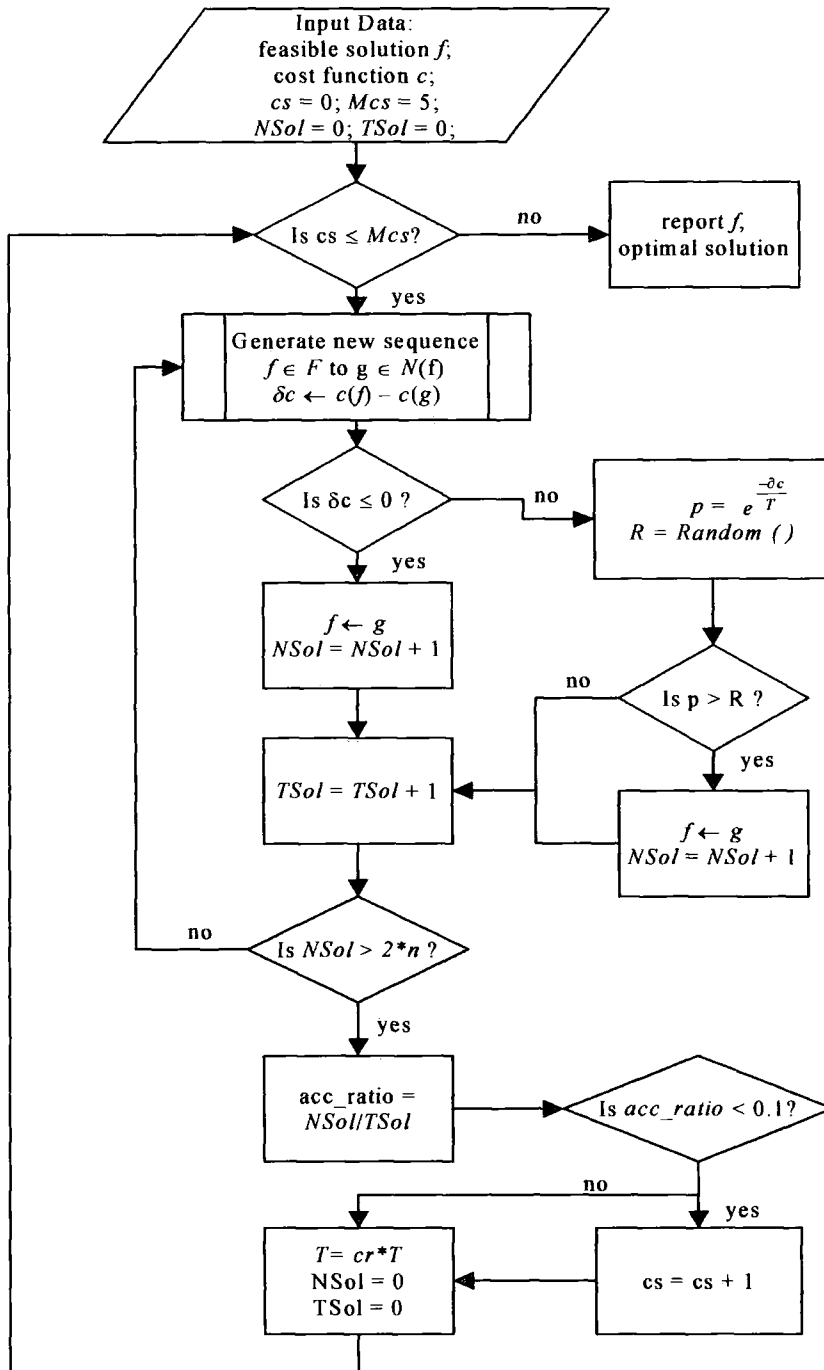 Input Data:
feasible solution f;
cost function c;
cs = 0; Mcs = 5;
NSol = 0; TSol = 0;
Is cs ≤ Mcs?
no
report f,
optimal solution
yes
Generate new sequence
f ∈ F to g ∈ N(f)
δc ← c(f) – c(g)
Is δc ≤ 0 ?
no
p = e^{-∂c/T}
R = Random ( )
yes
f ← g
NSol = NSol + 1
Is p > R ?
no
yes
TSol = TSol + 1
f ← g
NSol = NSol + 1
Is NSol > 2*n ?
no
yes
acc_ratio =
NSol/TSol
Is acc_ratio < 0.1?
no
yes
T= cr*T
NSol = 0
TSol = 0
cs = cs + 1